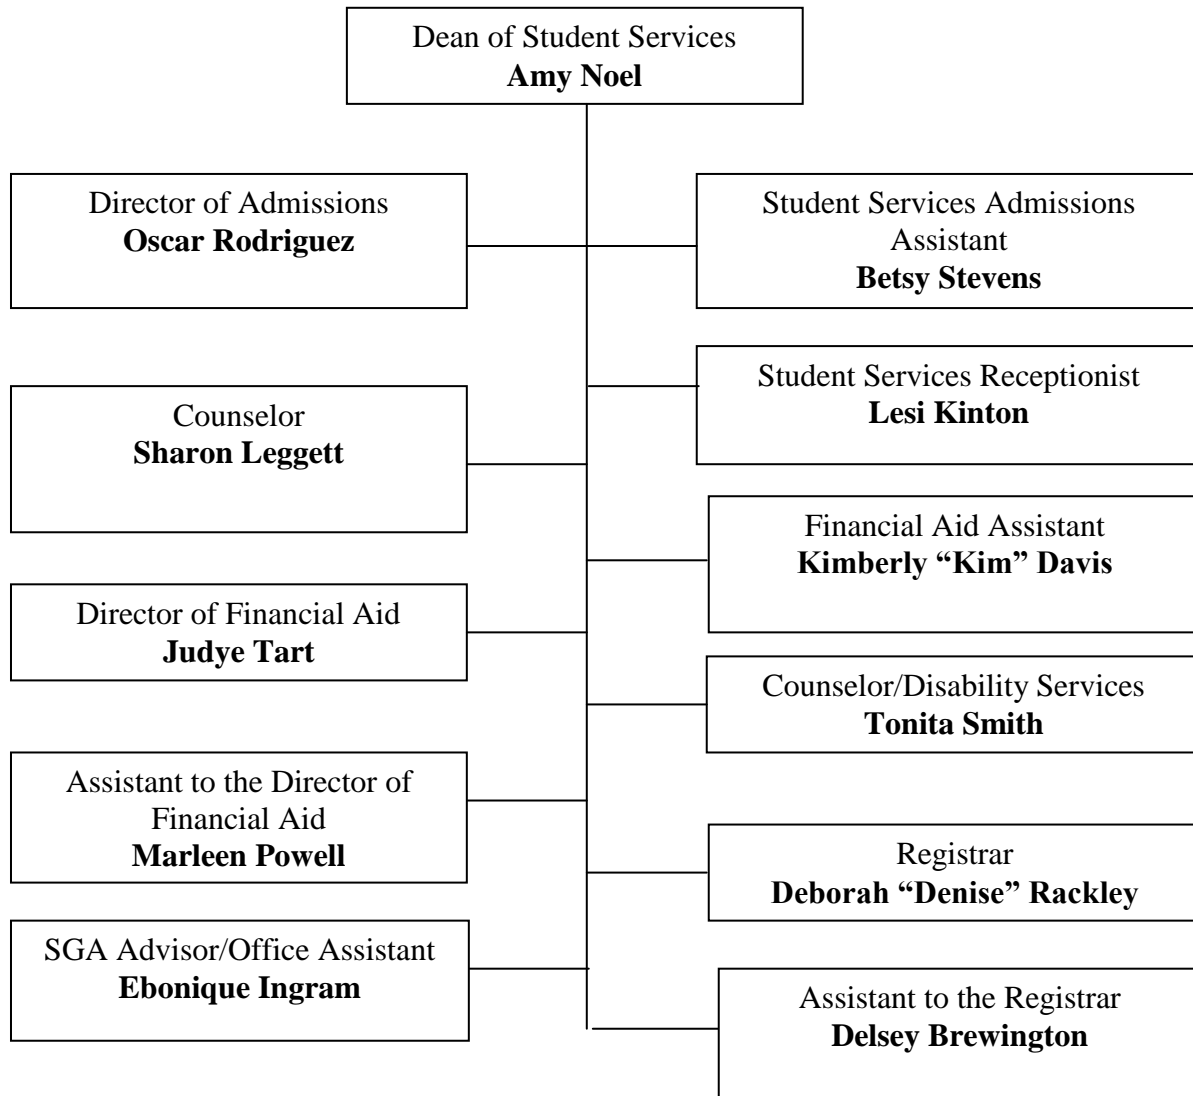 Dean of Student Services
Amy Noel
Director of Admissions
Oscar Rodriguez
Student Services Admissions
Assistant
Betsy Stevens
Student Services Receptionist
Lesi Kinton
Counselor
Sharon Leggett
Financial Aid Assistant
Kimberly “Kim” Davis
Director of Financial Aid
Judye Tart
Counselor/Disability Services
Tonita Smith
Assistant to the Director of
Financial Aid
Marleen Powell
Registrar
Deborah “Denise” Rackley
SGA Advisor/Office Assistant
Ebonique Ingram
Assistant to the Registrar
Delsey Brewington